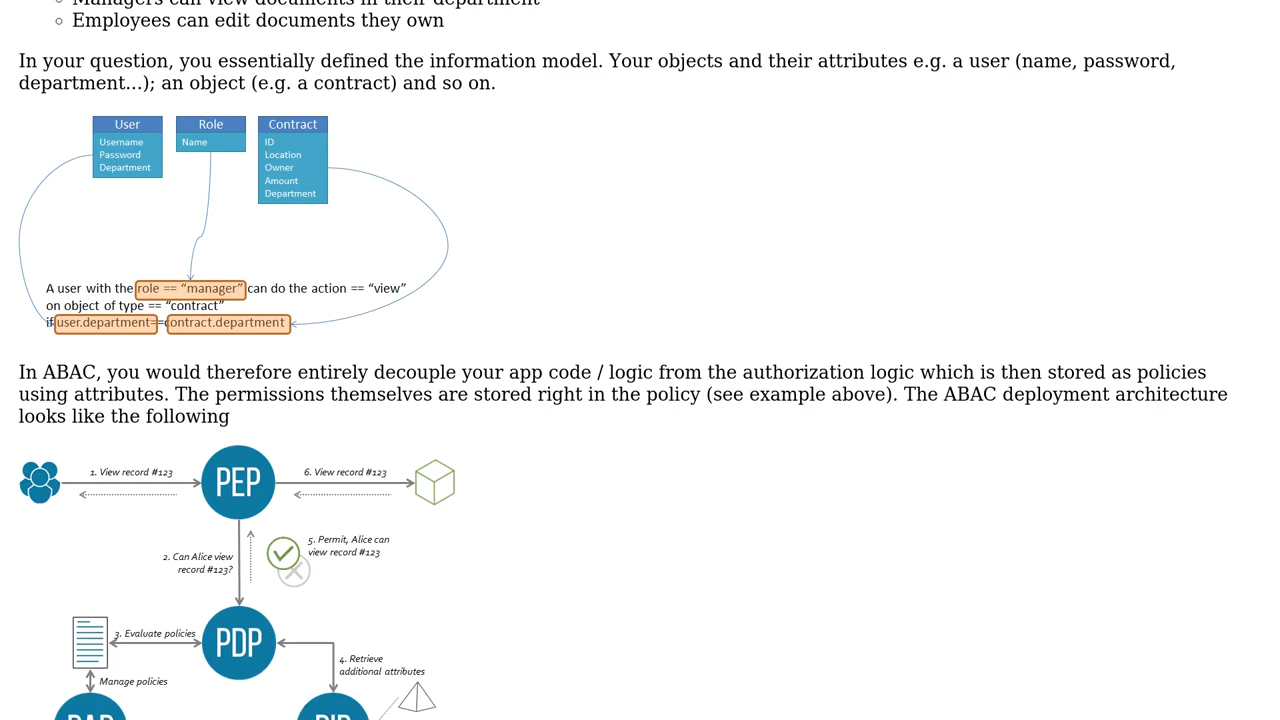 Managers can view documents in their department
Employees can edit documents they own
In your question, you essentially defined the information model. Your objects and their attributes e.g. a user (name, password,
department...); an object (e.g. a contract) and so on.
User
Username
Password
Department
Role
Name
Contract
ID
Location
Owner
Amount
Department
A user with the role == “manager” can do the action == “view”
on object of type == “contract”
if user.department==contract.department
In ABAC, you would therefore entirely decouple your app code / logic from the authorization logic which is then stored as policies
using attributes. The permissions themselves are stored right in the policy (see example above). The ABAC deployment architecture
looks like the following
1. View record #123
PEP
6. View record #123
2. Can Alice view
record #123?
5. Permit, Alice can
view record #123
3. Evaluate policies
PDP
4. Retrieve
additional attributes
Manage policies
PAP
PIP